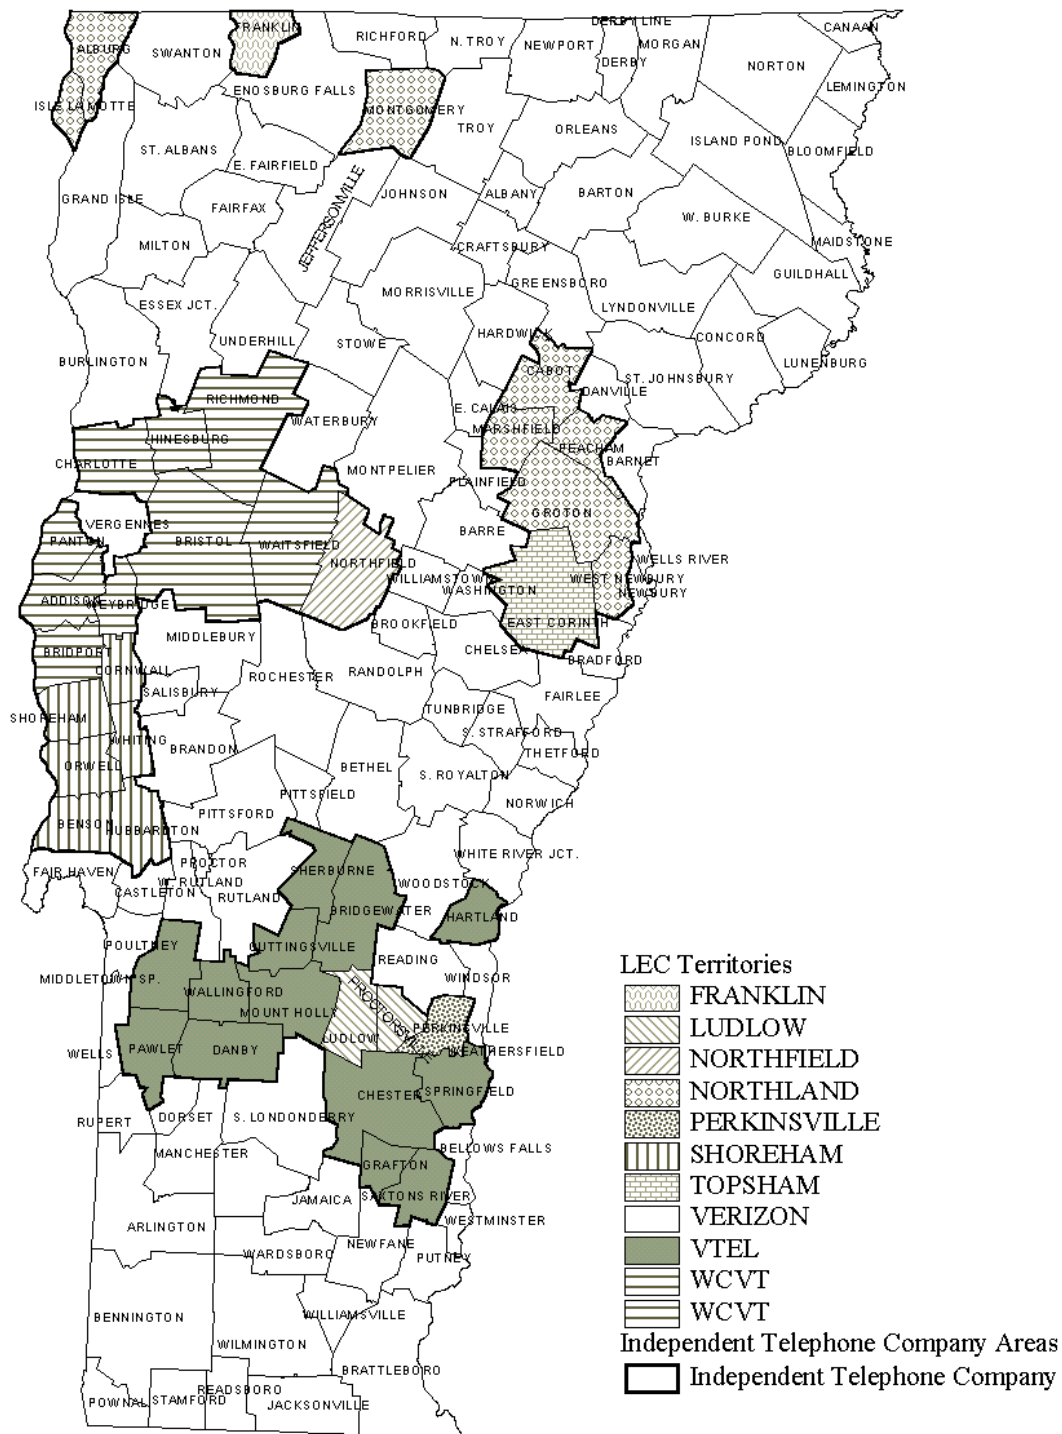 DERBY LINE
CANAAN
ALBURG
SWANTON
FRANKLIN
RICHFORD
N. TROY
NEWPORT
MORGAN
DERBY
NORTON
LEMINGTON
ISLE LA MOTTE
ENOSBURG FALLS
MONTGOMERY
TROY
ORLEANS
ISLAND POND
BLOOMFIELD
ST. ALBANS
E. FAIRFIELD
JEFFERSONVILLE
JOHNSON
ALBANY
BARTON
GRAND ISLE
FAIRFAX
W. BURKE
MILTON
CRAFTSBURY
MAIDSTONE
GUILDHALL
ESSEX JCT.
MORRISVILLE
GREENSBORO
LYNDONVILLE
UNDERHILL
STOWE
HARDWICK
CONCORD
BURLINGTON
LUNENBURG
CABOT
ST. JOHNSBURY
DANVILLE
RICHMOND
WATERBURY
E. CALAIS
MARSHFIELD
HINESBURG
PEACHAM
BARNET
CHARLOTTE
MONTPELIER
PLAINFIELD
VERGENNES
GROTON
PANTON
BRISTOL
WAITSFIELD
BARRE
NORTHFIELD
WELLS RIVER
WILLIAMSTOWN
WEST NEWBURY
WASHINGTON
NEWBURY
ADDISON
WEYBRIDGE
MIDDLEBURY
BROOKFIELD
EAST CORINTH
BRIDPORT
CHELSEA
BRADFORD
CORNWALL
ROCHESTER
RANDOLPH
SALISBURY
FAIRLEE
SHOREHAM
TUNBRIDGE
WHITING
BRANDON
S. STRAFFORD
THETFORD
ORWELL
BETHEL
S. ROYALTON
PITTSFIELD
NORWICH
BENSON
HUBBARDTON
PITTSFORD
WHITE RIVER JCT.
FAIR HAVEN
PROCTOR
SHERBURNE
W. RUTLAND
WOODSTOCK
CASTLETON
RUTLAND
BRIDGEWATER
HARTLAND
POULTNEY
CUTTINGSVILLE
READING
MIDDLETOWN SP.
WINDSOR
WALLINGFORD
PROCTORSVILLE
MOUNT HOLLY
PERKINSVILLE
LUDLOW
WELLS
PAWLET
DANBY
WEATHERSFIELD
CHESTER
SPRINGFIELD
RUPERT
DORSET
S. LONDONDERRY
MANCHESTER
BELLOWS FALLS
GRAFTON
JAMAICA
SAXTONS RIVER
ARLINGTON
WESTMINSTER
NEWFANE
WARDSBORO
PUTNEY
BENNINGTON
WILLIAMSVILLE
WILMINGTON
BRATTLEBORO
READSBORO
POWNAL
STAMFORD
JACKSONVILLE
LEC Territories
FRANKLIN
LUDLOW
NORTHFIELD
NORTHLAND
PERKINSVILLE
SHOREHAM
TOPSHAM
VERIZON
VTEL
WCVT
WCVT
Independent Telephone Company Areas
Independent Telephone Company